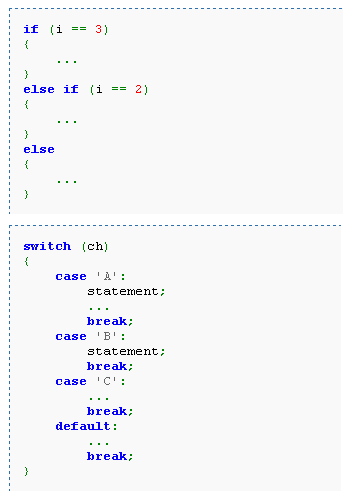 if (i == 3)
{
    ...
}
else if (i == 2)
{
    ...
}
else
{
    ...
}
switch (ch)
{
    case 'A':
        statement;
        ...
        break;
    case 'B':
        statement;
        break;
    case 'C':
        ...
        break;
    default:
        ...
        break;
}